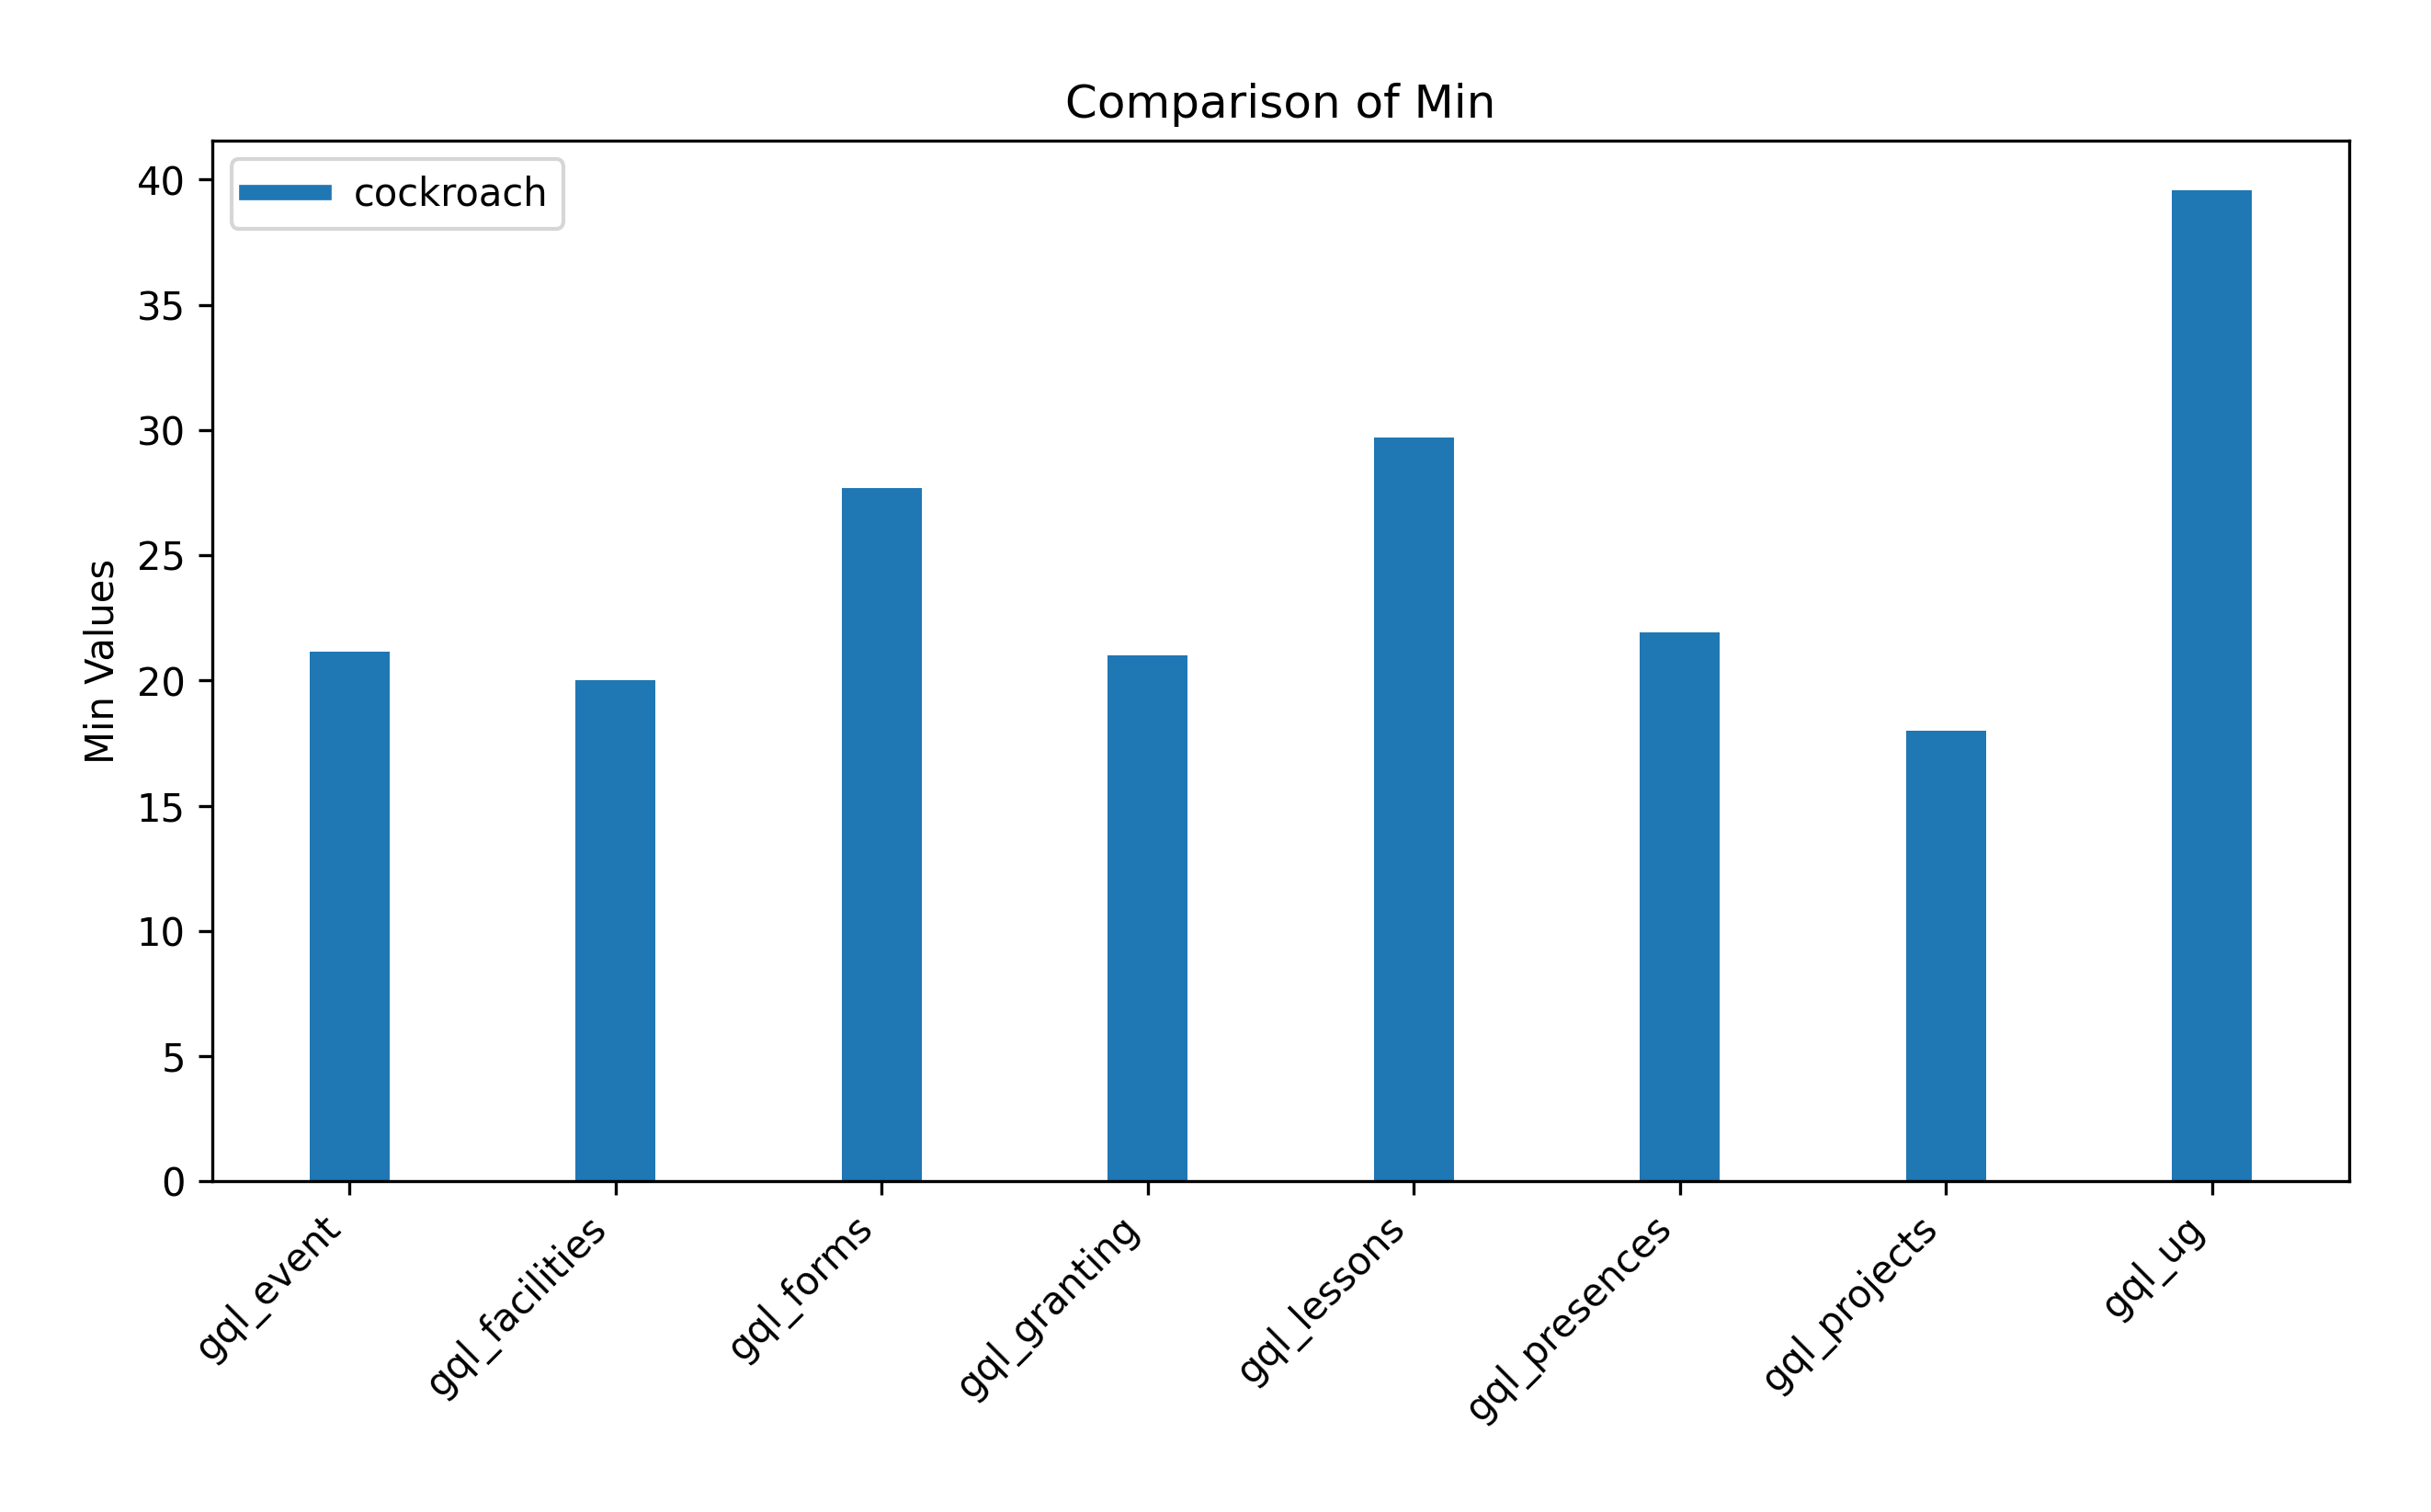 Comparison of Min
cockroach
Min Values
40
35
30
25
20
15
10
5
0
gql_event
gql_facilities
gql_forms
gql_granting
gql_lessons
gql_presences
gql_projects
gql_ug